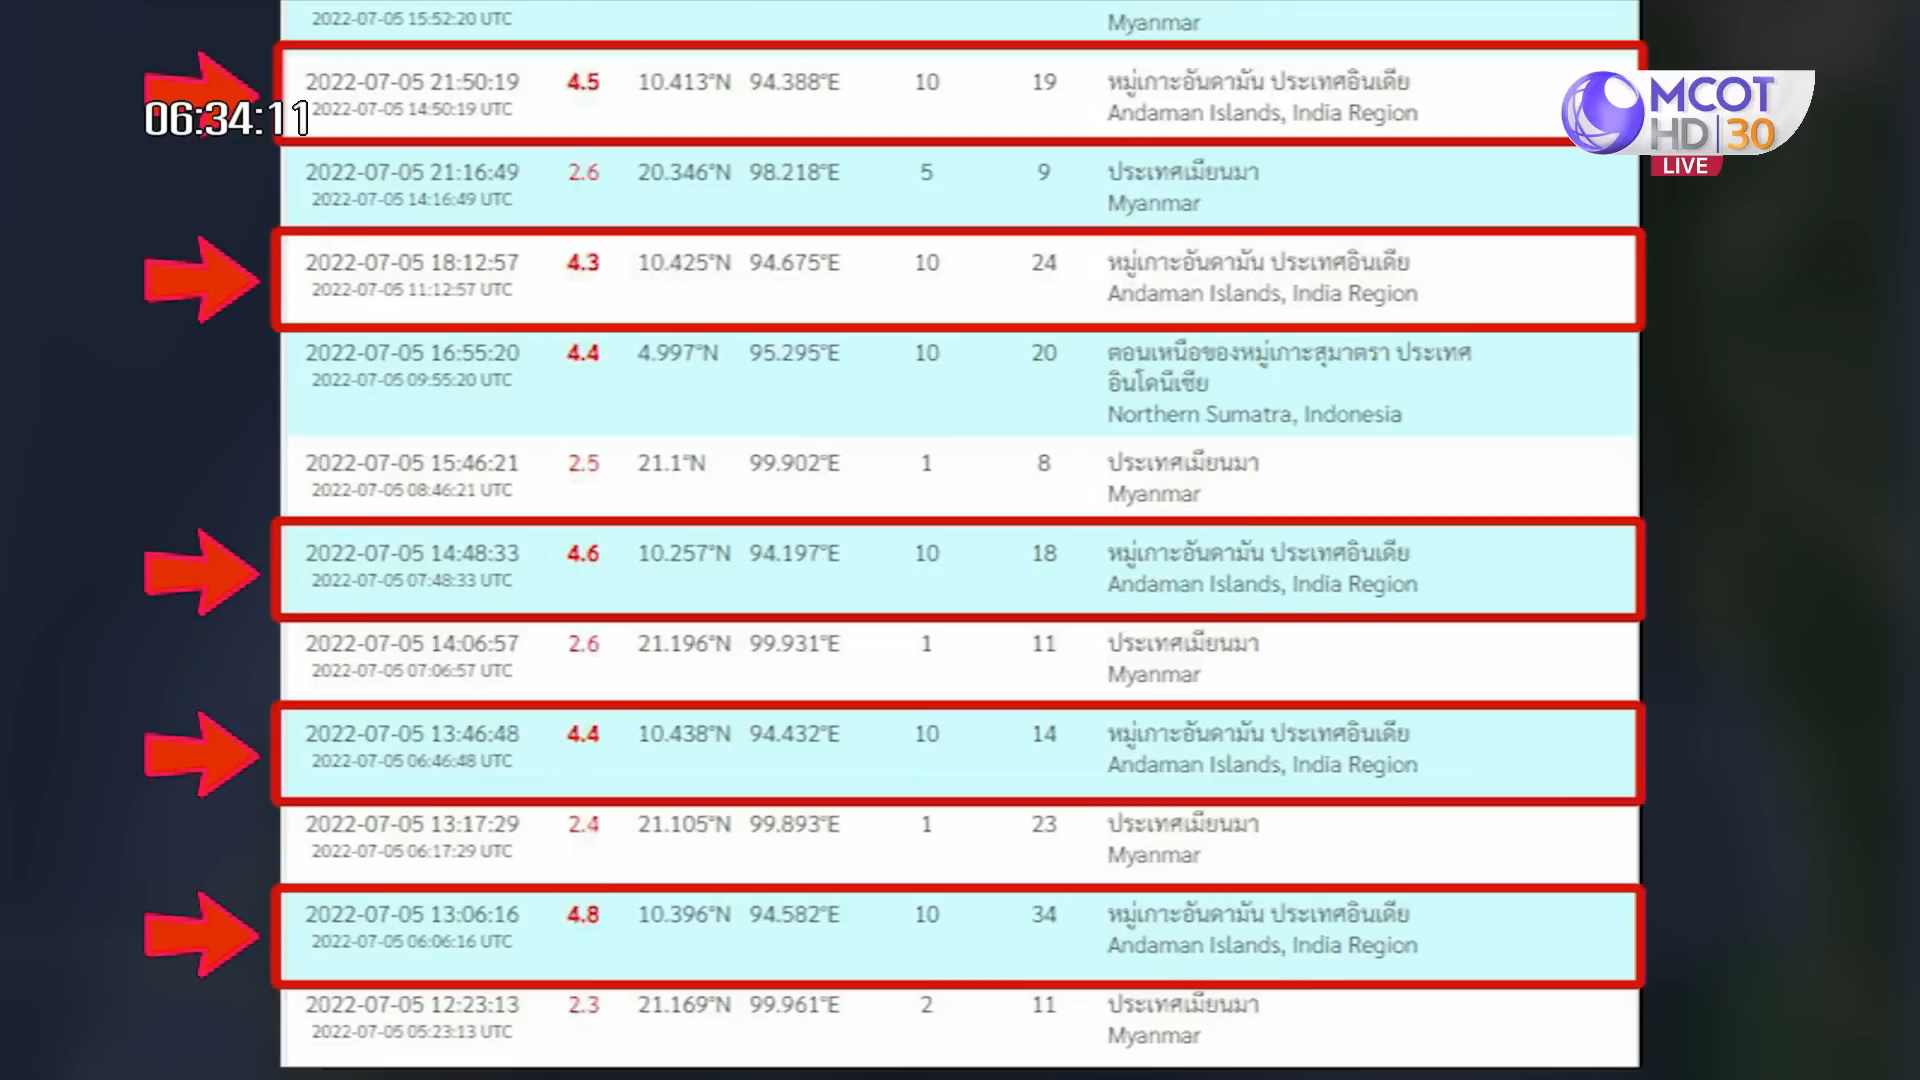 2022-07-05 15:52:20 UTC
Myanmar
2022-07-05 21:50:19 4.5 10.413°N 94.388°E 10 19 หมู่เกาะอันดามัน ประเทศอินเดีย
2022-07-05 14:50:19 UTC
Andaman Islands, India Region
06:34:11
MCOT
HD 30
LIVE
2022-07-05 21:16:49 2.6 20.346°N 98.218°E 5 9 ประเทศเมียนมา
2022-07-05 14:16:49 UTC
Myanmar
2022-07-05 18:12:57 4.3 10.425°N 94.675°E 10 24 หมู่เกาะอันดามัน ประเทศอินเดีย
2022-07-05 11:12:57 UTC
Andaman Islands, India Region
2022-07-05 16:55:20 4.4 4.997°N 95.295°E 10 20 ตอนเหนือของหมู่เกาะสุมาตรา ประเทศ
2022-07-05 09:55:20 UTC
อินโดนีเซีย
Northern Sumatra, Indonesia
2022-07-05 15:46:21 2.5 21.1°N 99.902°E 1 8 ประเทศเมียนมา
2022-07-05 08:46:21 UTC
Myanmar
2022-07-05 14:48:33 4.6 10.257°N 94.197°E 10 18 หมู่เกาะอันดามัน ประเทศอินเดีย
2022-07-05 07:48:33 UTC
Andaman Islands, India Region
2022-07-05 14:06:57 2.6 21.196°N 99.931°E 1 11 ประเทศเมียนมา
2022-07-05 07:06:57 UTC
Myanmar
2022-07-05 13:46:48 4.4 10.438°N 94.432°E 10 14 หมู่เกาะอันดามัน ประเทศอินเดีย
2022-07-05 06:46:48 UTC
Andaman Islands, India Region
2022-07-05 13:17:29 2.4 21.105°N 99.893°E 1 23 ประเทศเมียนมา
2022-07-05 06:17:29 UTC
Myanmar
2022-07-05 13:06:16 4.8 10.396°N 94.582°E 10 34 หมู่เกาะอันดามัน ประเทศอินเดีย
2022-07-05 06:06:16 UTC
Andaman Islands, India Region
2022-07-05 12:23:13 2.3 21.169°N 99.961°E 2 11 ประเทศเมียนมา
2022-07-05 05:23:13 UTC
Myanmar